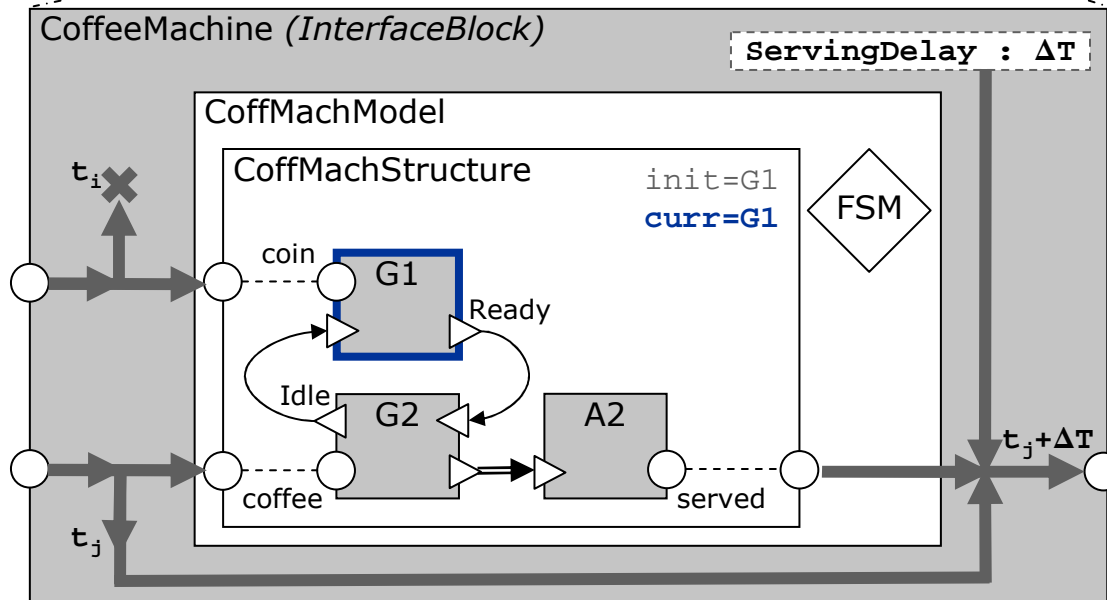 CoffeeMachine (InterfaceBlock)
ServingDelay : ΔT
CoffMachModel
CoffMachStructure
init=G1
curr=G1
FSM
tᵢ
coin
G1
Ready
Idle
G2
A2
coffee
served
tⱼ+ΔT
tⱼ